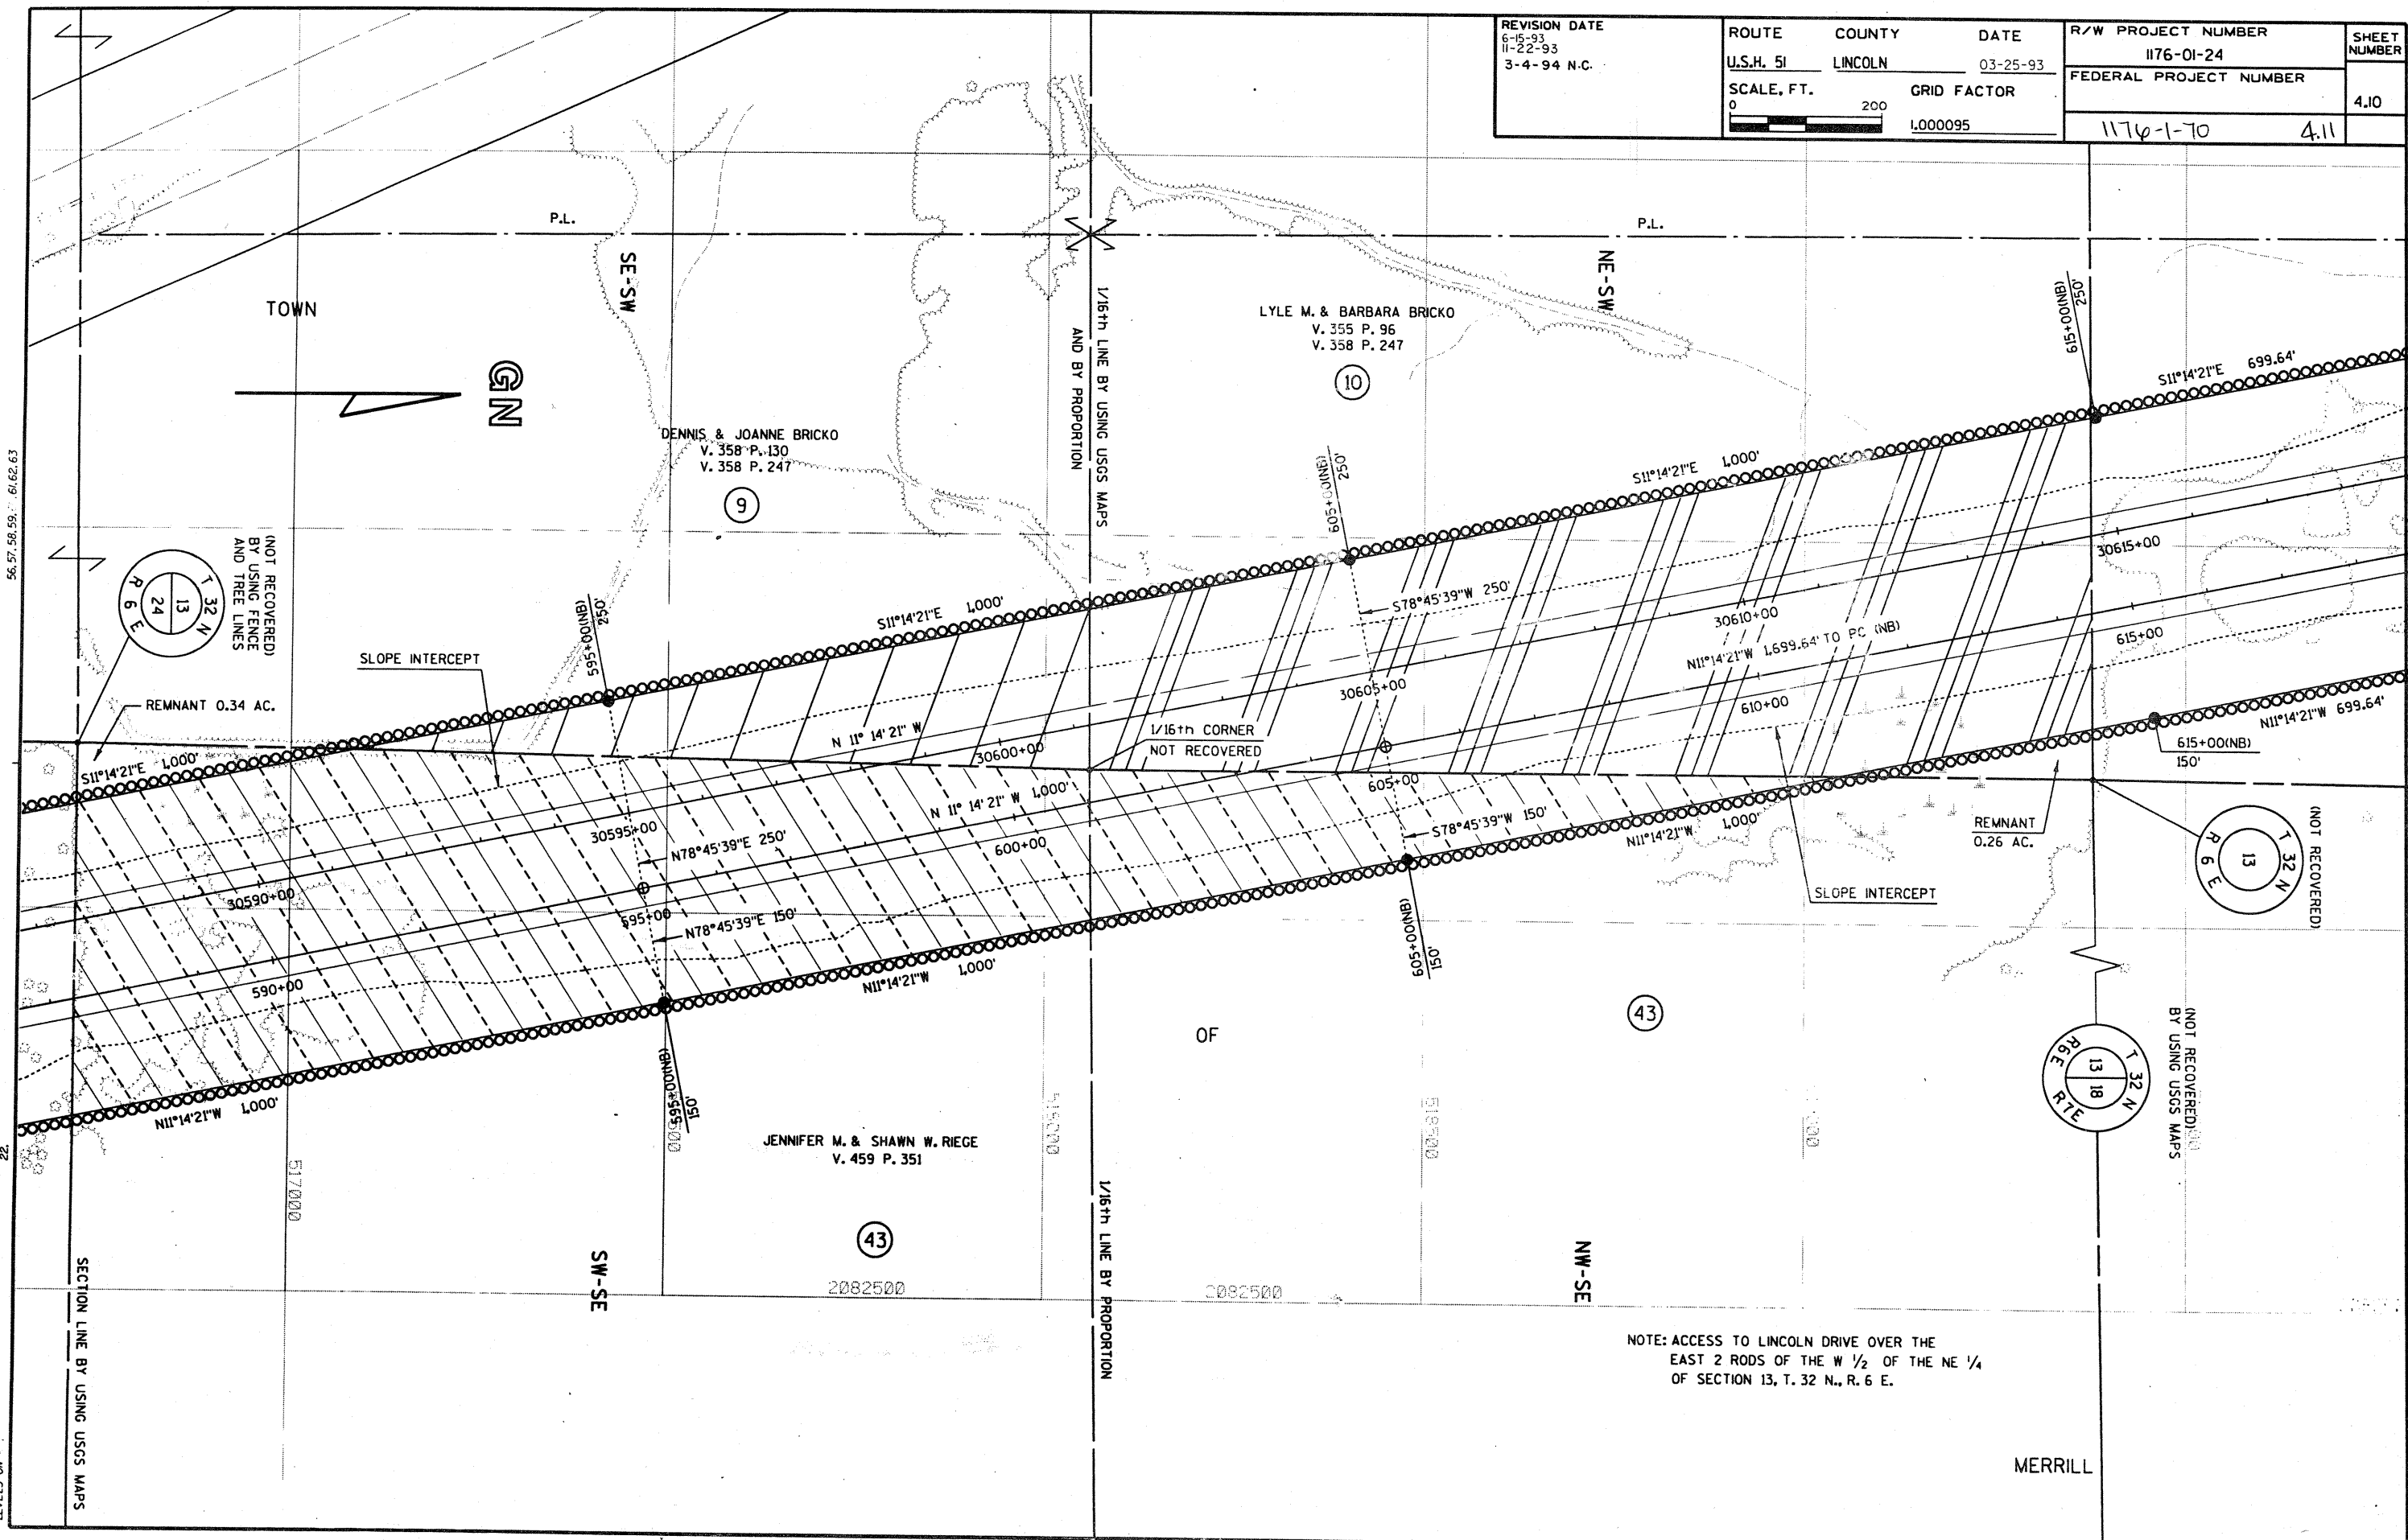 REVISION DATE
6-15-93
11-22-93
3-4-94 N.C.
ROUTE COUNTY DATE
U.S.H. 51 LINCOLN 03-25-93
SCALE, FT. GRID FACTOR
0 200
1.000095
R/W PROJECT NUMBER
1176-01-24
FEDERAL PROJECT NUMBER
1176-1-70 4.11
SHEET
NUMBER
4.10
P.L.
P.L.
SE-SW
NE-SW
TOWN
GN
1/16th LINE BY USING USGS MAPS
AND BY PROPORTION
LYLE M. & BARBARA BRICKO
V. 355 P. 96
V. 358 P. 247
10
DENNIS & JOANNE BRICKO
V. 358 P. 130
V. 358 P. 247
9
615+00(NB)
250'
S11°14'21"E 699.64'
S11°14'21"E 1,000'
605+00(NB)
250'
56,57,58,59,
61,62,63
(NOT RECOVERED)
BY USING FENCE
AND TREE LINES
T 32 N
13
24
R 6 E
595+00(NB)
250'
S11°14'21"E 1,000'
SLOPE INTERCEPT
REMNANT 0.34 AC.
S11°14'21"E 1,000'
S78°45'39"W 250'
30615+00
30610+00
N11°14'21"W 1,699.64' TO PC (NB)
615+00
30605+00
610+00
N 11° 14' 21" W
30600+00
1/16th CORNER
NOT RECOVERED
N11°14'21"W 699.64'
615+00(NB)
150'
605+00
N 11° 14' 21" W 1,000'
30595+00
600+00
N78°45'39"E 250'
S78°45'39"W 150'
N11°14'21"W 1,000'
REMNANT
0.26 AC.
SLOPE INTERCEPT
T 32 N
13
R 6 E
(NOT RECOVERED)
30590+00
595+00
N78°45'39"E 150'
590+00
N11°14'21"W 1,000'
605+00(NB)
150'
N11°14'21"W 1,000'
595+00(NB)
150'
OF
43
T 32 N
13 18
R6E R7E
(NOT RECOVERED)
BY USING USGS MAPS
JENNIFER M. & SHAWN W. RIEGE
V. 459 P. 351
43
517000
518500
22.
SECTION LINE BY USING USGS MAPS
SW-SE
1/16th LINE BY PROPORTION
NW-SE
2082500
2082500
NOTE: ACCESS TO LINCOLN DRIVE OVER THE
EAST 2 RODS OF THE W 1/2 OF THE NE 1/4
OF SECTION 13, T. 32 N., R. 6 E.
MERRILL